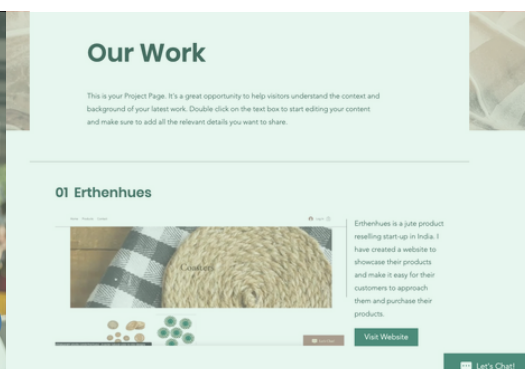 Our Work
This is your Project Page. It's a great opportunity to help visitors understand the context and
background of your latest work. Double click on the text box to start editing your content
and make sure to add all the relevant details you want to share.
01 Erthenhues
Coasters
Erthenhues is a jute product
reselling start-up in India. I
have created a website to
showcase their products
and make it easy for their
customers to approach
them and purchase their
products.
Visit Website
Let's Chat!